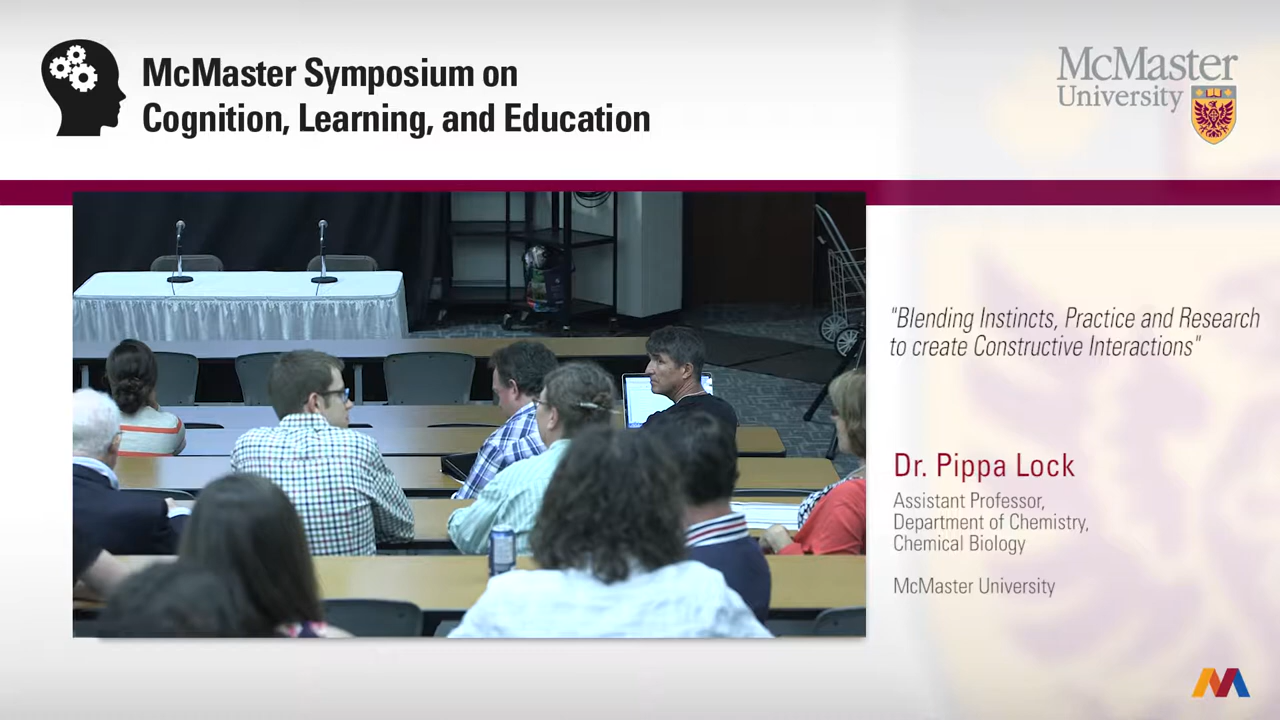 McMaster Symposium on
Cognition, Learning, and Education
McMaster
University
"Blending Instincts, Practice and Research
to create Constructive Interactions"
Dr. Pippa Lock
Assistant Professor,
Department of Chemistry,
Chemical Biology
McMaster University